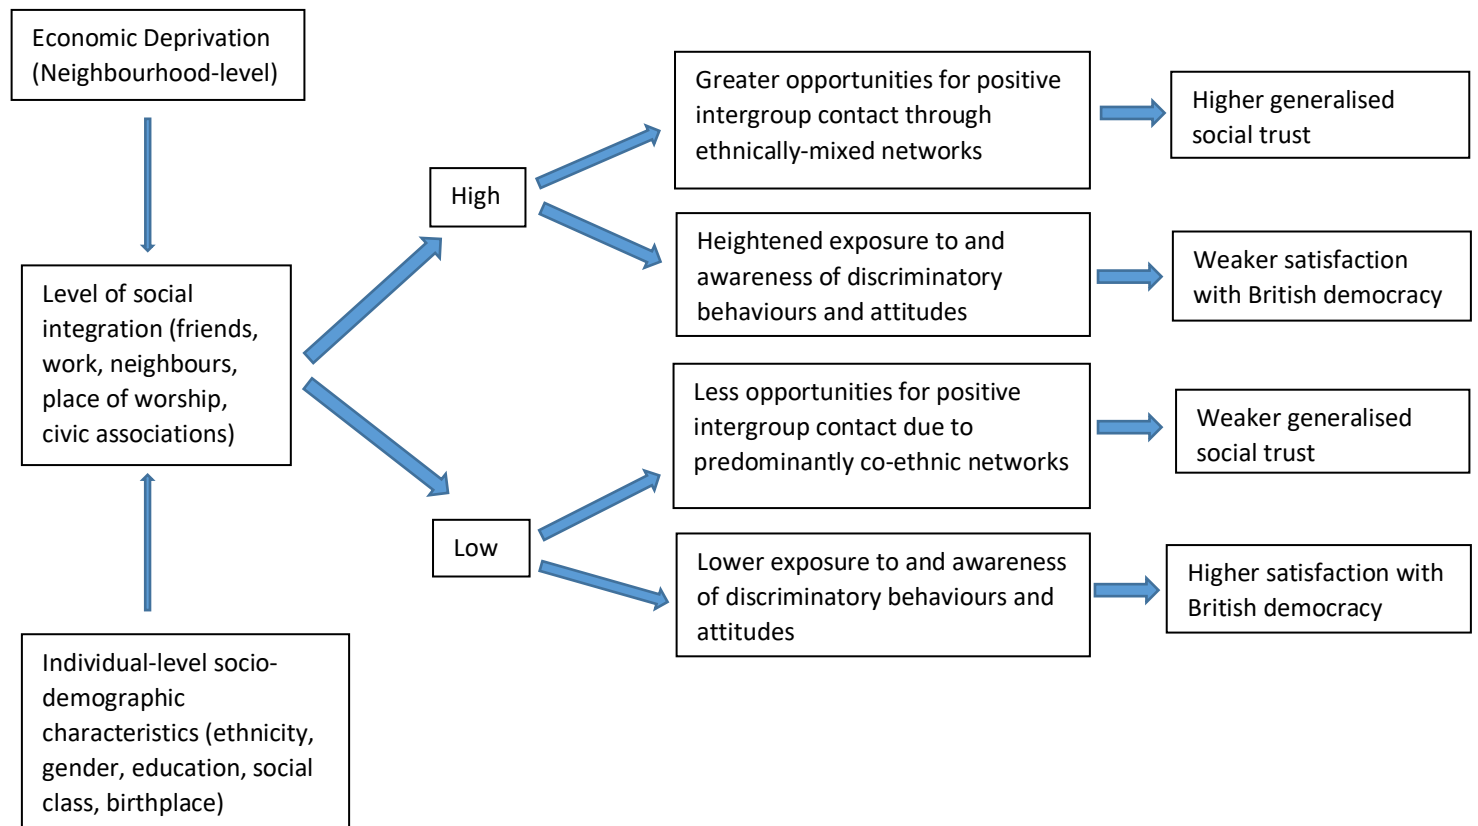 Economic Deprivation
(Neighbourhood-level)
Level of social
integration (friends,
work, neighbours,
place of worship,
civic associations)
Individual-level socio-
demographic
characteristics (ethnicity,
gender, education, social
class, birthplace)
High
Low
Greater opportunities for positive
intergroup contact through
ethnically-mixed networks
Higher generalised
social trust
Heightened exposure to and
awareness of discriminatory
behaviours and attitudes
Weaker satisfaction
with British democracy
Less opportunities for positive
intergroup contact due to
predominantly co-ethnic networks
Weaker generalised
social trust
Lower exposure to and awareness
of discriminatory behaviours and
attitudes
Higher satisfaction with
British democracy